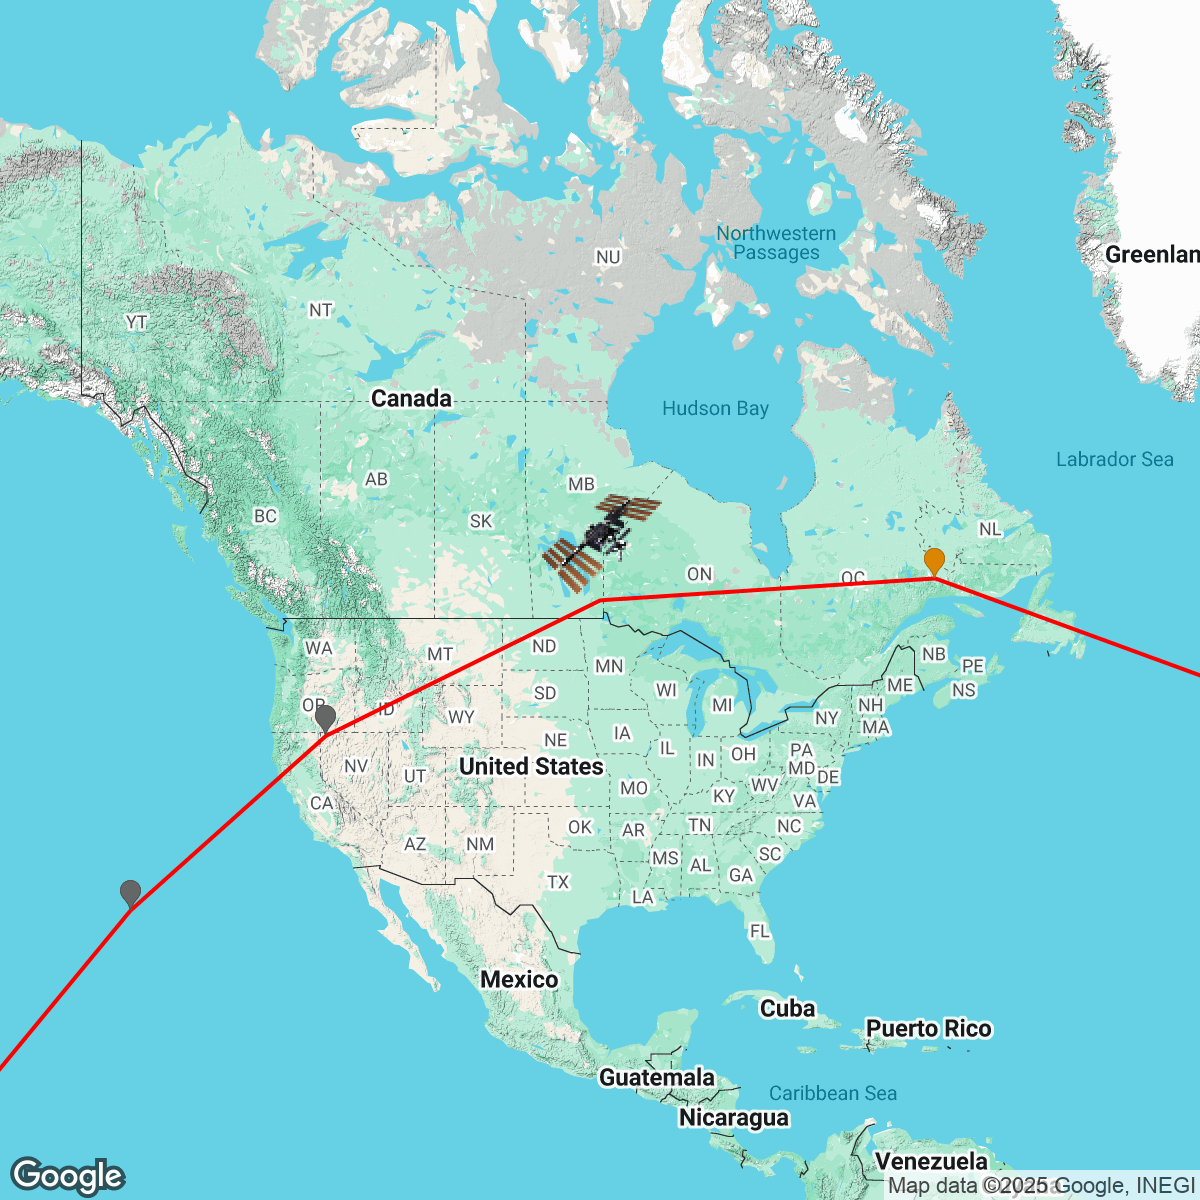 Northwestern
Passages
Greenlan
NU
NT
YT
Canada
Hudson Bay
Labrador Sea
AB
MB
BC
SK
NL
ON
QC
WA
MT
ND
MN
NB
PE
NS
ME
OR
ID
SD
WI
MI
NH
MA
NY
WY
NE
IA
IL
IN
OH
PA
MD
DE
NV
UT
United States
MO
KY
WV
VA
CA
AZ
NM
OK
AR
TN
NC
SC
MS
AL
GA
TX
LA
FL
Mexico
Cuba
Puerto Rico
Guatemala
Caribbean Sea
Nicaragua
Venezuela
Google
Map data ©2025 Google, INEGI